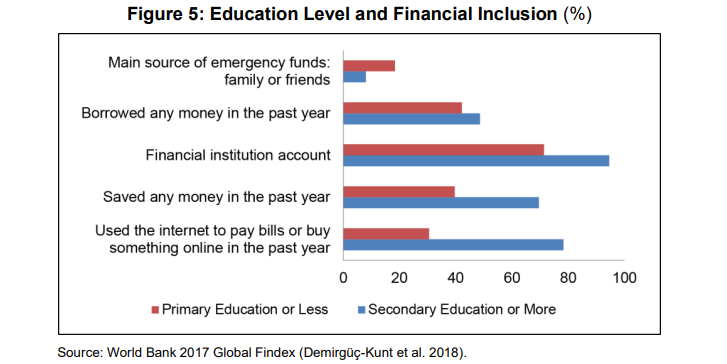 Figure 5: Education Level and Financial Inclusion (%)
Main source of emergency funds:
family or friends
Borrowed any money in the past year
Financial institution account
Saved any money in the past year
Used the internet to pay bills or buy
something online in the past year
0 20 40 60 80 100
Primary Education or Less Secondary Education or More
Source: World Bank 2017 Global Findex (Demirgüç-Kunt et al. 2018).